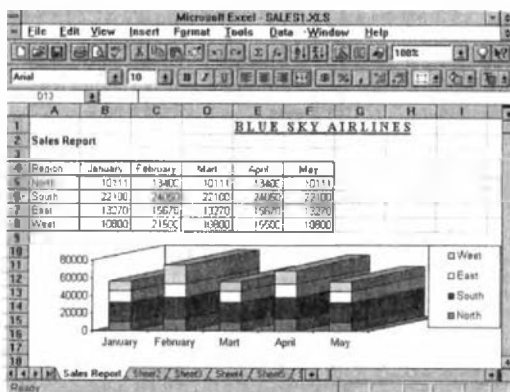 Microsoft Excel - SALES1.XLS
File Edit View Insert Format Tools Data Window Help
100%
Arial 10 B I U
D13
A B C D E F G H I
1 BLUE SKY AIRLINES
2 Sales Report
4 Region January February Mart April May
5 North 10111 13400 10111 13400 10111
6 South 22100 24050 22100 24050 22100
7 East 13270 15670 13270 15670 13270
8 West 10800 21500 10800 15500 10800
9
10
11
12
13
14
15
16
17
18
80000
60000
40000
20000
0
January February Mart April May
West
East
South
North
Sales Report Sheet2 Sheet3 Sheet4 Sheet5
Ready